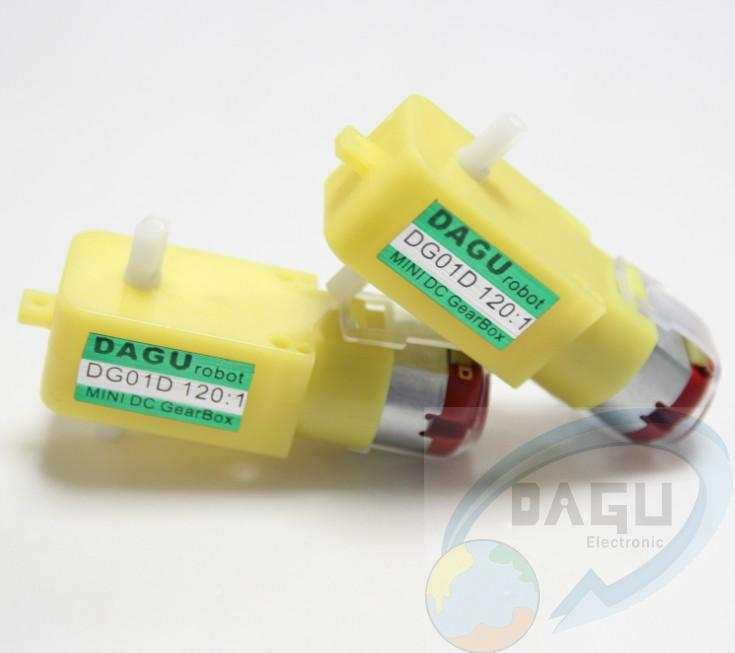 DAGU robot
DG01D 120:1
MINI DC GearBox
DAGU robot
DG01D 120:1
MINI DC GearBox
DAGU
Electronic